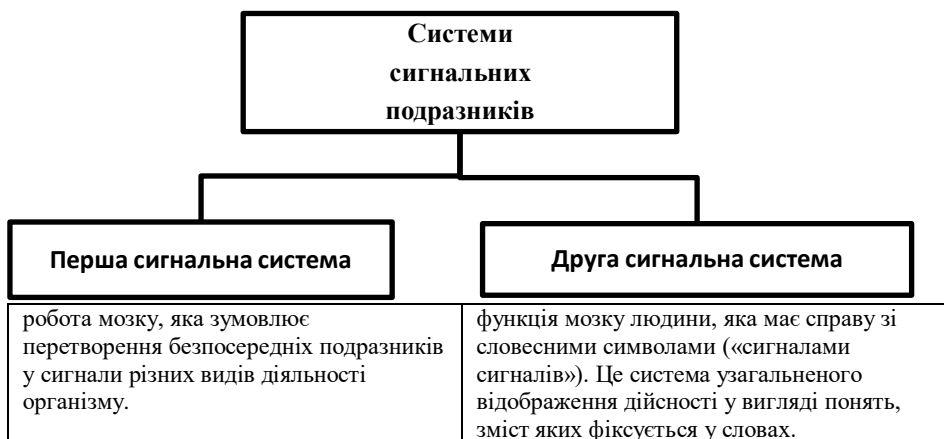 Системи
сигнальних
подразників
Перша сигнальна система
Друга сигнальна система
робота мозку, яка зумовлює
перетворення безпосередніх подразників
у сигнали різних видів діяльності
організму.
функція мозку людини, яка має справу зі
словесними символами («сигналами
сигналів»). Це система узагальненого
відображення дійсності у вигляді понять,
зміст яких фіксується у словах.